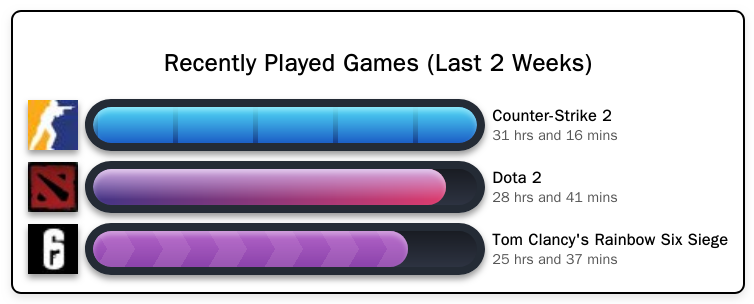 Recently Played Games (Last 2 Weeks)
Counter-Strike 2
31 hrs and 16 mins
Dota 2
28 hrs and 41 mins
6
Tom Clancy's Rainbow Six Siege
25 hrs and 37 mins